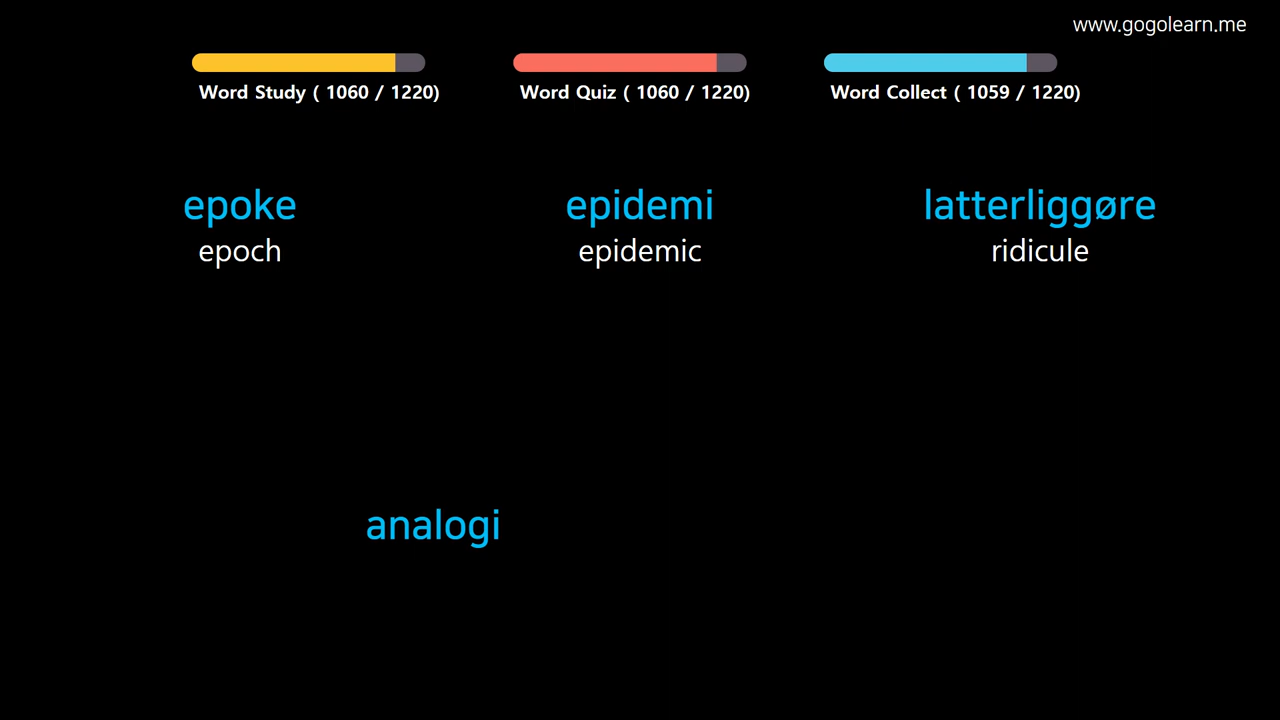 www.gogolearn.me
Word Study ( 1060 / 1220)
Word Quiz ( 1060 / 1220)
Word Collect ( 1059 / 1220)
epoke
epoch
epidemi
epidemic
latterliggøre
ridicule
analogi